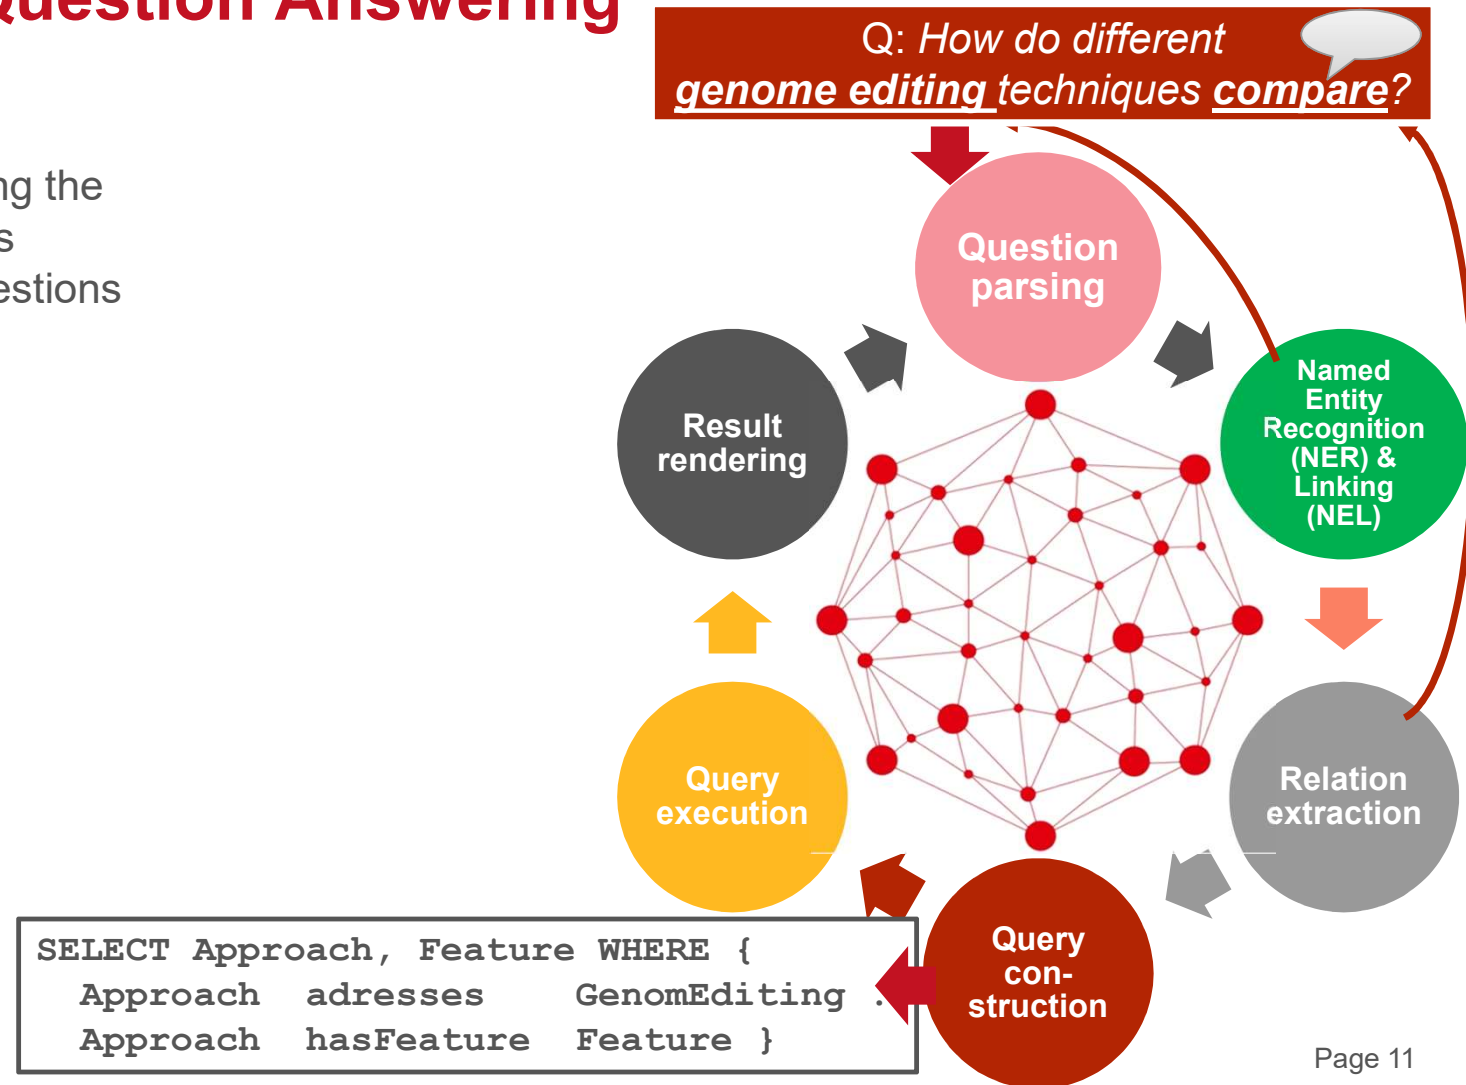 Question Answering
Q: How do different
genome editing techniques compare?
ng the
s
estions
Question
parsing
Named
Entity
Recognition
(NER) &
Linking
(NEL)
Result
rendering
Query
execution
Relation
extraction
Query
con-
struction
SELECT Approach, Feature WHERE {
Approach adresses GenomEditing .
Approach hasFeature Feature }
Page 11